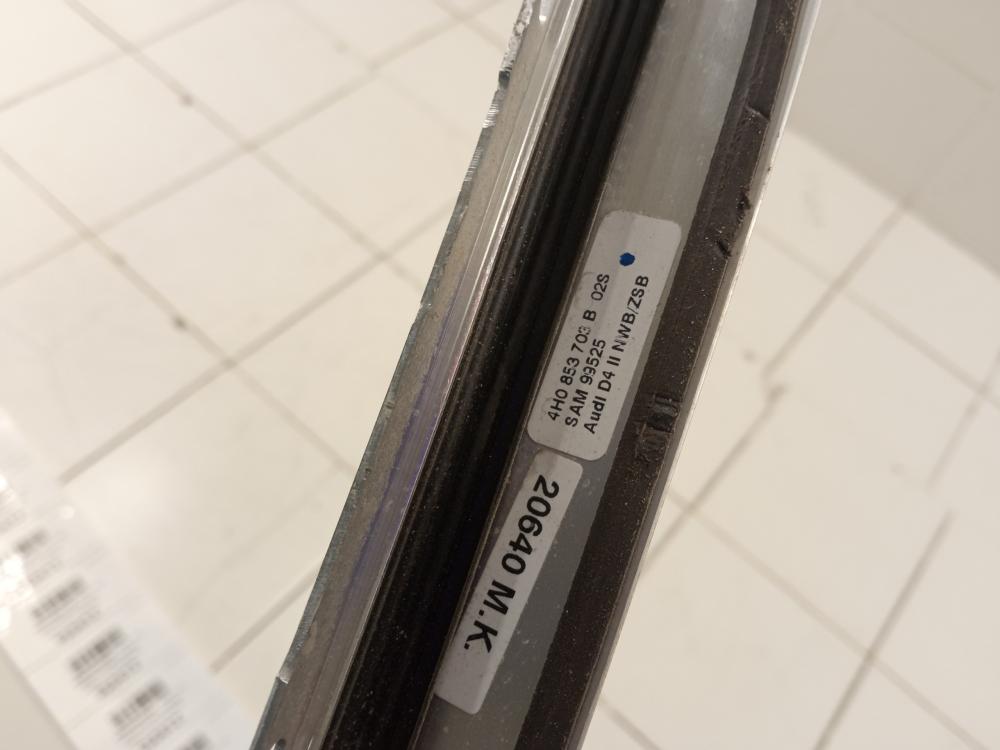 4H0 853 703 B 02S
SAM 99525
Audi D4 II NWB/ZSB
20640 M.K.